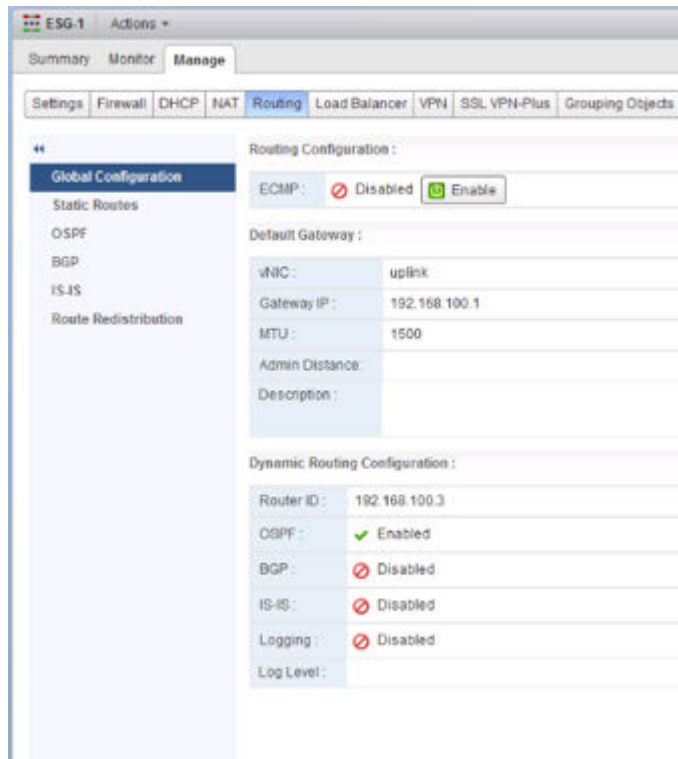 ESG-1 Actions
Summary Monitor Manage
Settings Firewall DHCP NAT Routing Load Balancer VPN SSL VPN-Plus Grouping Objects
Global Configuration
Static Routes
OSPF
BGP
IS-IS
Route Redistribution
Routing Configuration :
ECMP : Disabled Enable
Default Gateway :
vNIC : uplink
Gateway IP : 192.168.100.1
MTU : 1500
Admin Distance:
Description :
Dynamic Routing Configuration :
Router ID : 192.168.100.3
OSPF : Enabled
BGP : Disabled
IS-IS : Disabled
Logging : Disabled
Log Level :